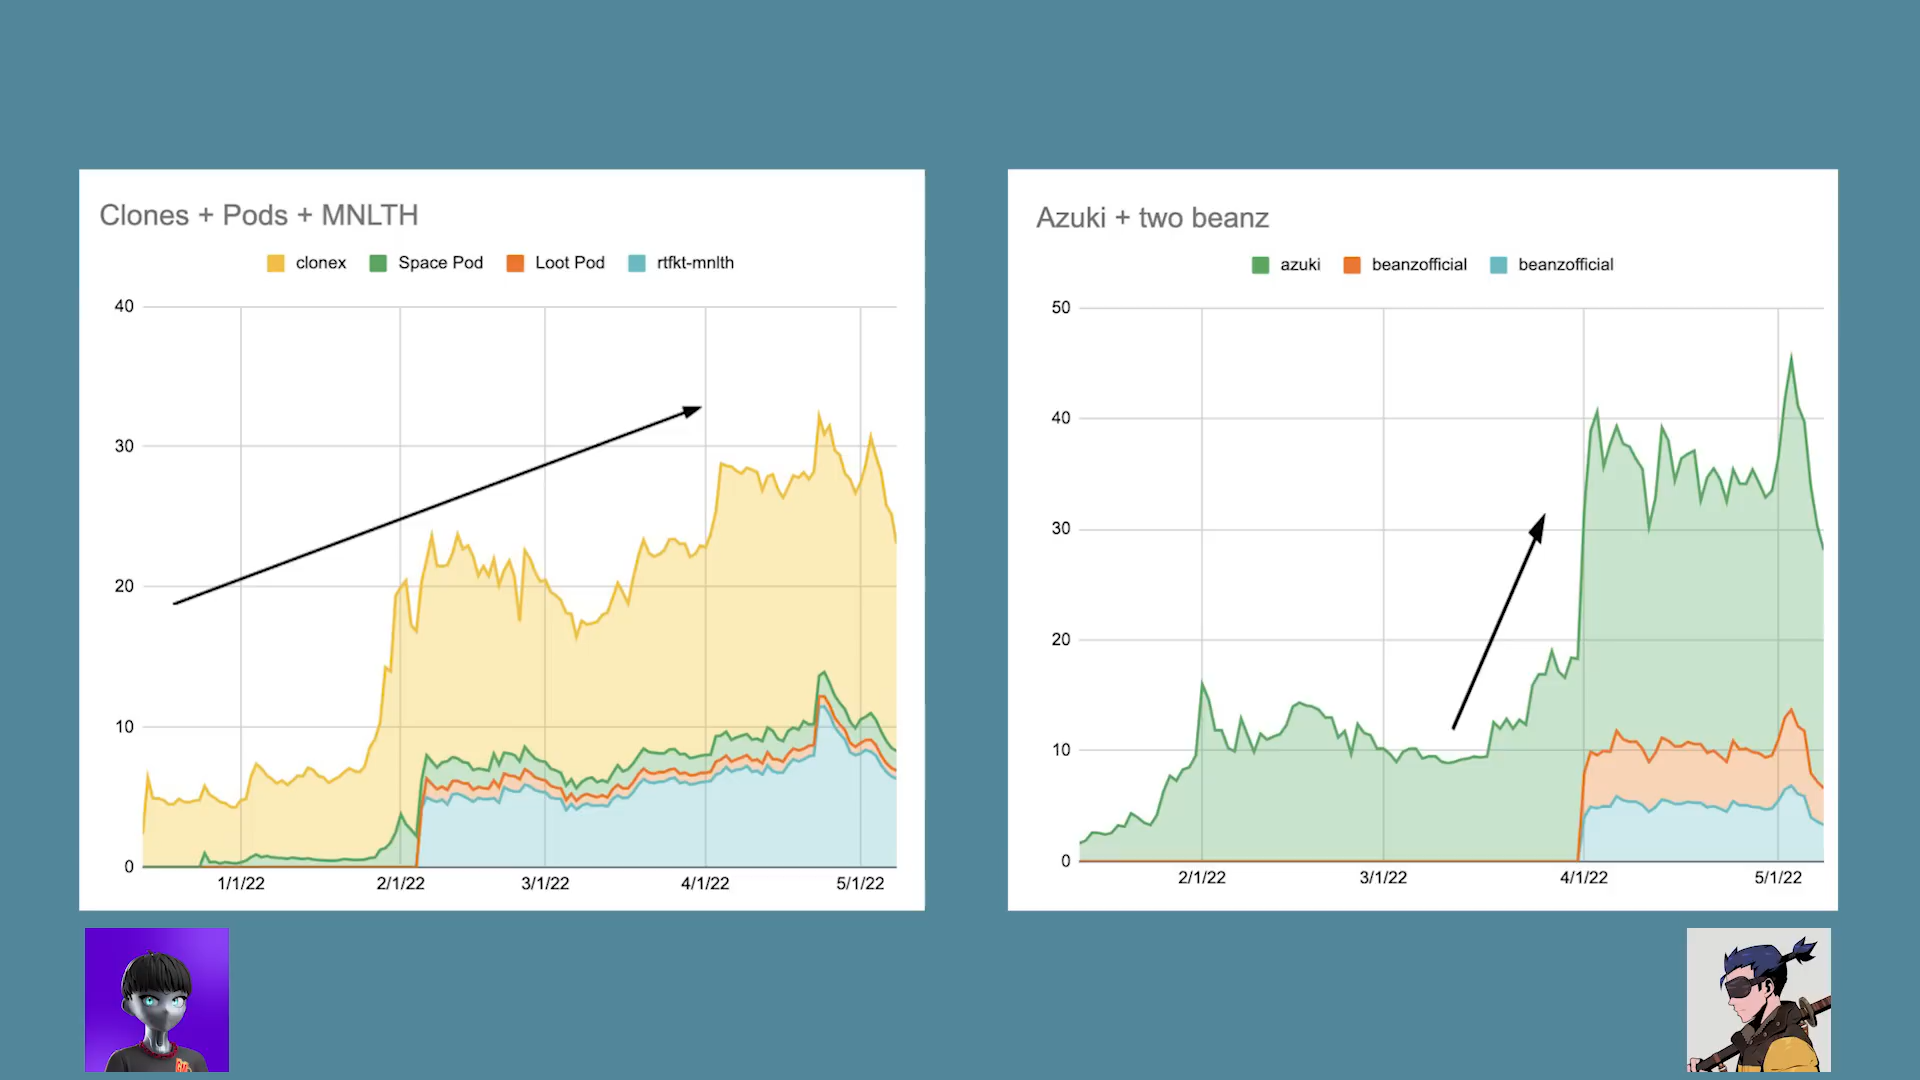 Clones + Pods + MNLTH
clonex Space Pod Loot Pod rtfkt-mnlth
40
30
20
10
0
1/1/22 2/1/22 3/1/22 4/1/22 5/1/22
Azuki + two beanz
azuki beanzofficial beanzofficial
50
40
30
20
10
0
2/1/22 3/1/22 4/1/22 5/1/22